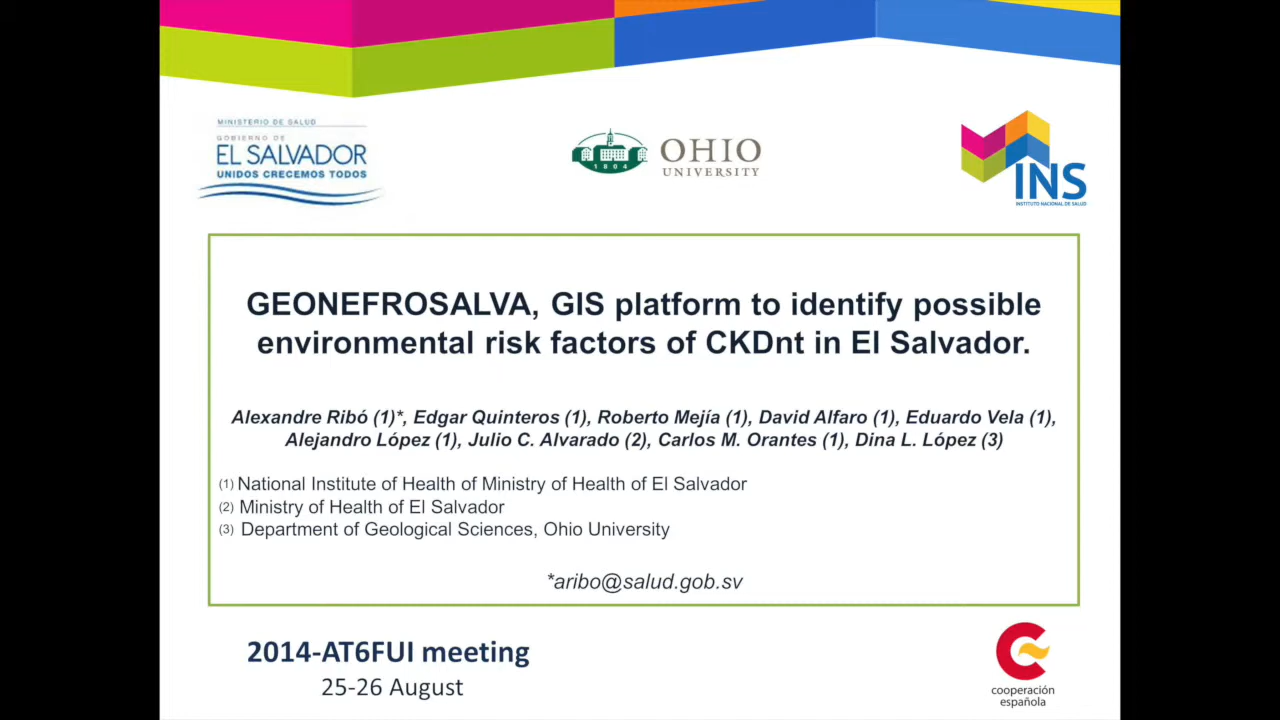 MINISTERIO DE SALUD
GOBIERNO DE
EL SALVADOR
UNIDOS CRECEMOS TODOS
1804
OHIO
UNIVERSITY
INS
INSTITUTO NACIONAL DE SALUD
GEONEFROSALVA, GIS platform to identify possible
environmental risk factors of CKDnt in El Salvador.
Alexandre Ribó (1)*, Edgar Quinteros (1), Roberto Mejía (1), David Alfaro (1), Eduardo Vela (1),
Alejandro López (1), Julio C. Alvarado (2), Carlos M. Orantes (1), Dina L. López (3)
(1) National Institute of Health of Ministry of Health of El Salvador
(2) Ministry of Health of El Salvador
(3) Department of Geological Sciences, Ohio University
*aribo@salud.gob.sv
2014-AT6FUI meeting
25-26 August
cooperación
española